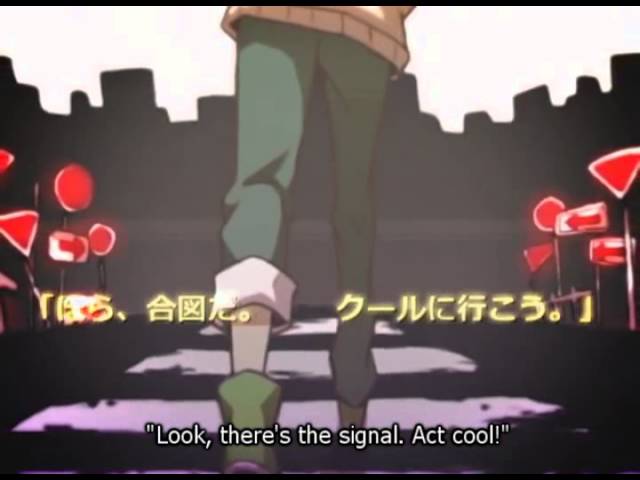 「ほら、合図だ。 クールに行こう。」
"Look, there's the signal. Act cool!"